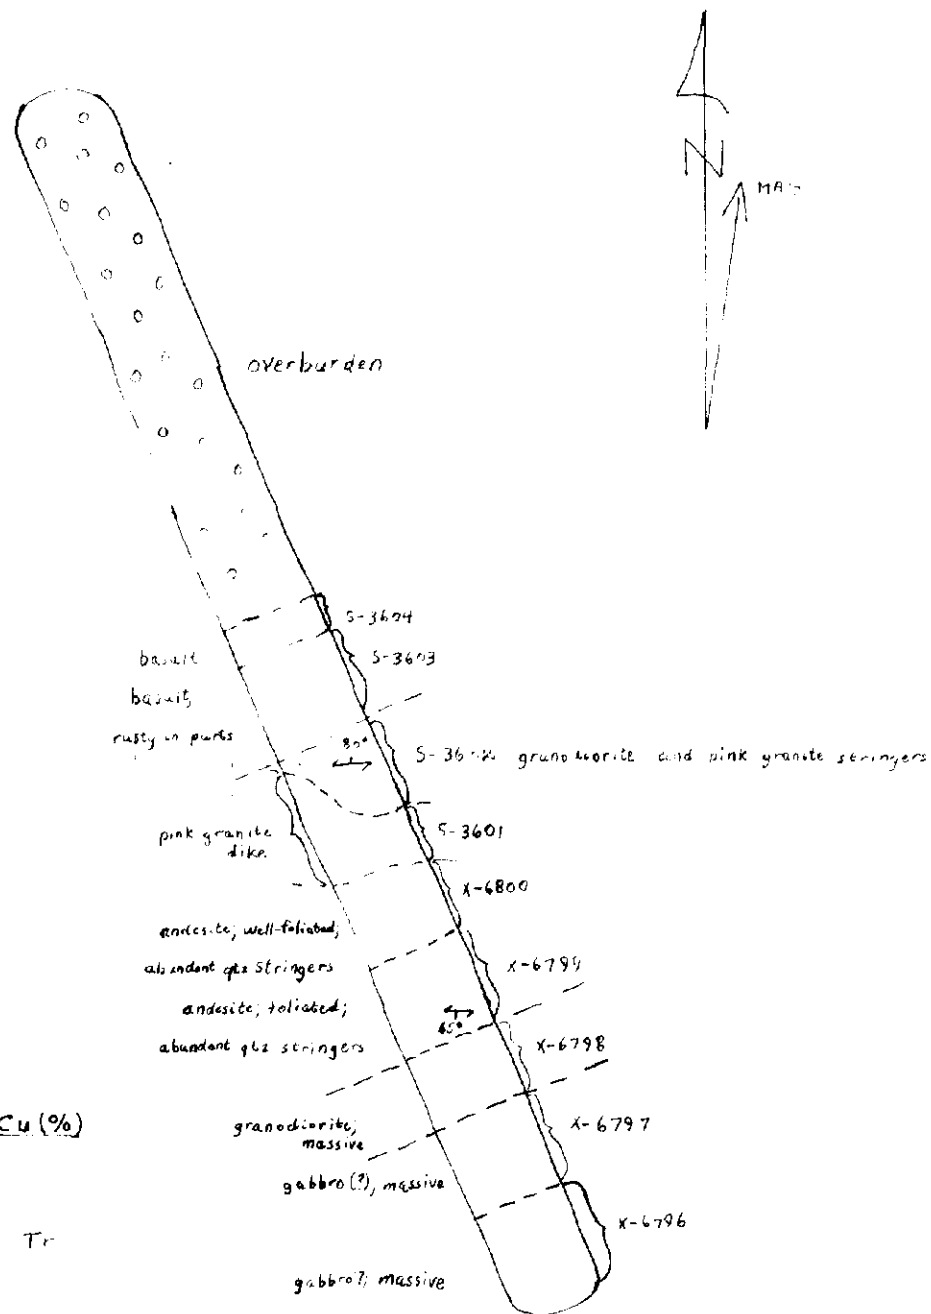 N
overburden
S-3604
basalt
S-3603
basalt,
rusty in parts
80°
granodiorite and pink granite stringers
pink granite
dike
S-3601
X-6800
andesite; well-foliated;
abundant qtz stringers
X-6799
andesite; foliated;
65°
abundant qtz stringers
X-6798
Cu (%)
granodiorite;
massive
X-6797
gabbro (?), massive
Tr
X-6796
gabbro?; massive